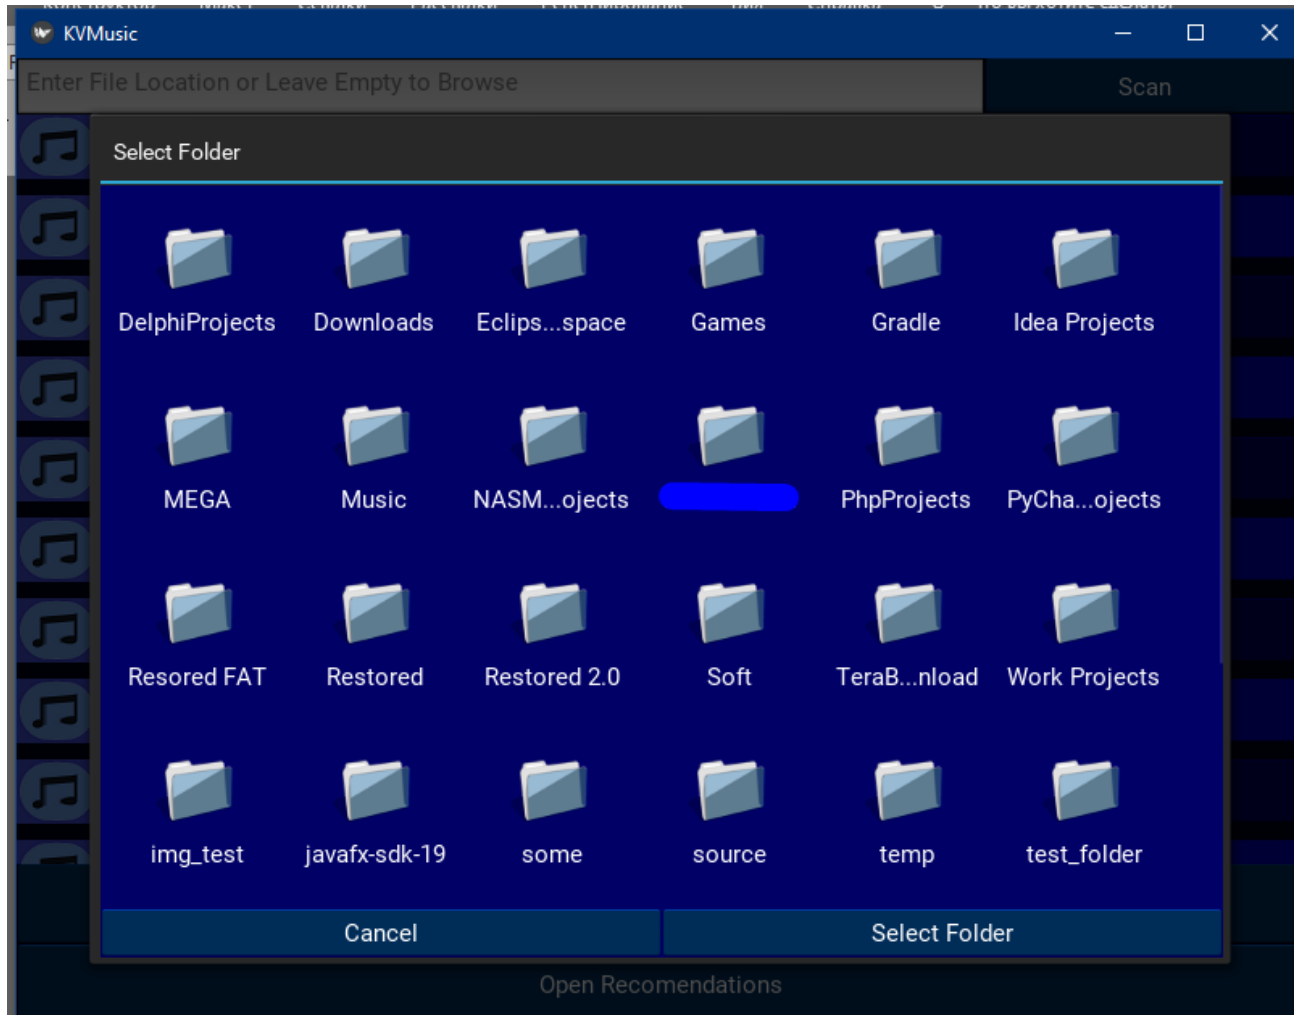 KVMusic
Enter File Location or Leave Empty to Browse
Scan
Select Folder
DelphiProjects Downloads Eclips...space Games Gradle Idea Projects
MEGA Music NASM...ojects PhpProjects PyCha...ojects
Resored FAT Restored Restored 2.0 Soft TeraB...nload Work Projects
img_test javafx-sdk-19 some source temp test_folder
Cancel Select Folder
Open Recomendations